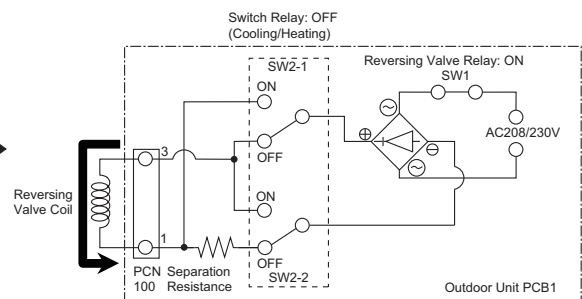 Switch Relay: OFF
(Cooling/Heating)
SW2-1
Reversing Valve Relay: ON
SW1
ON
AC208/230V
OFF
3
ON
Reversing
Valve Coil
1
OFF
SW2-2
PCN
100
Separation
Resistance
Outdoor Unit PCB1